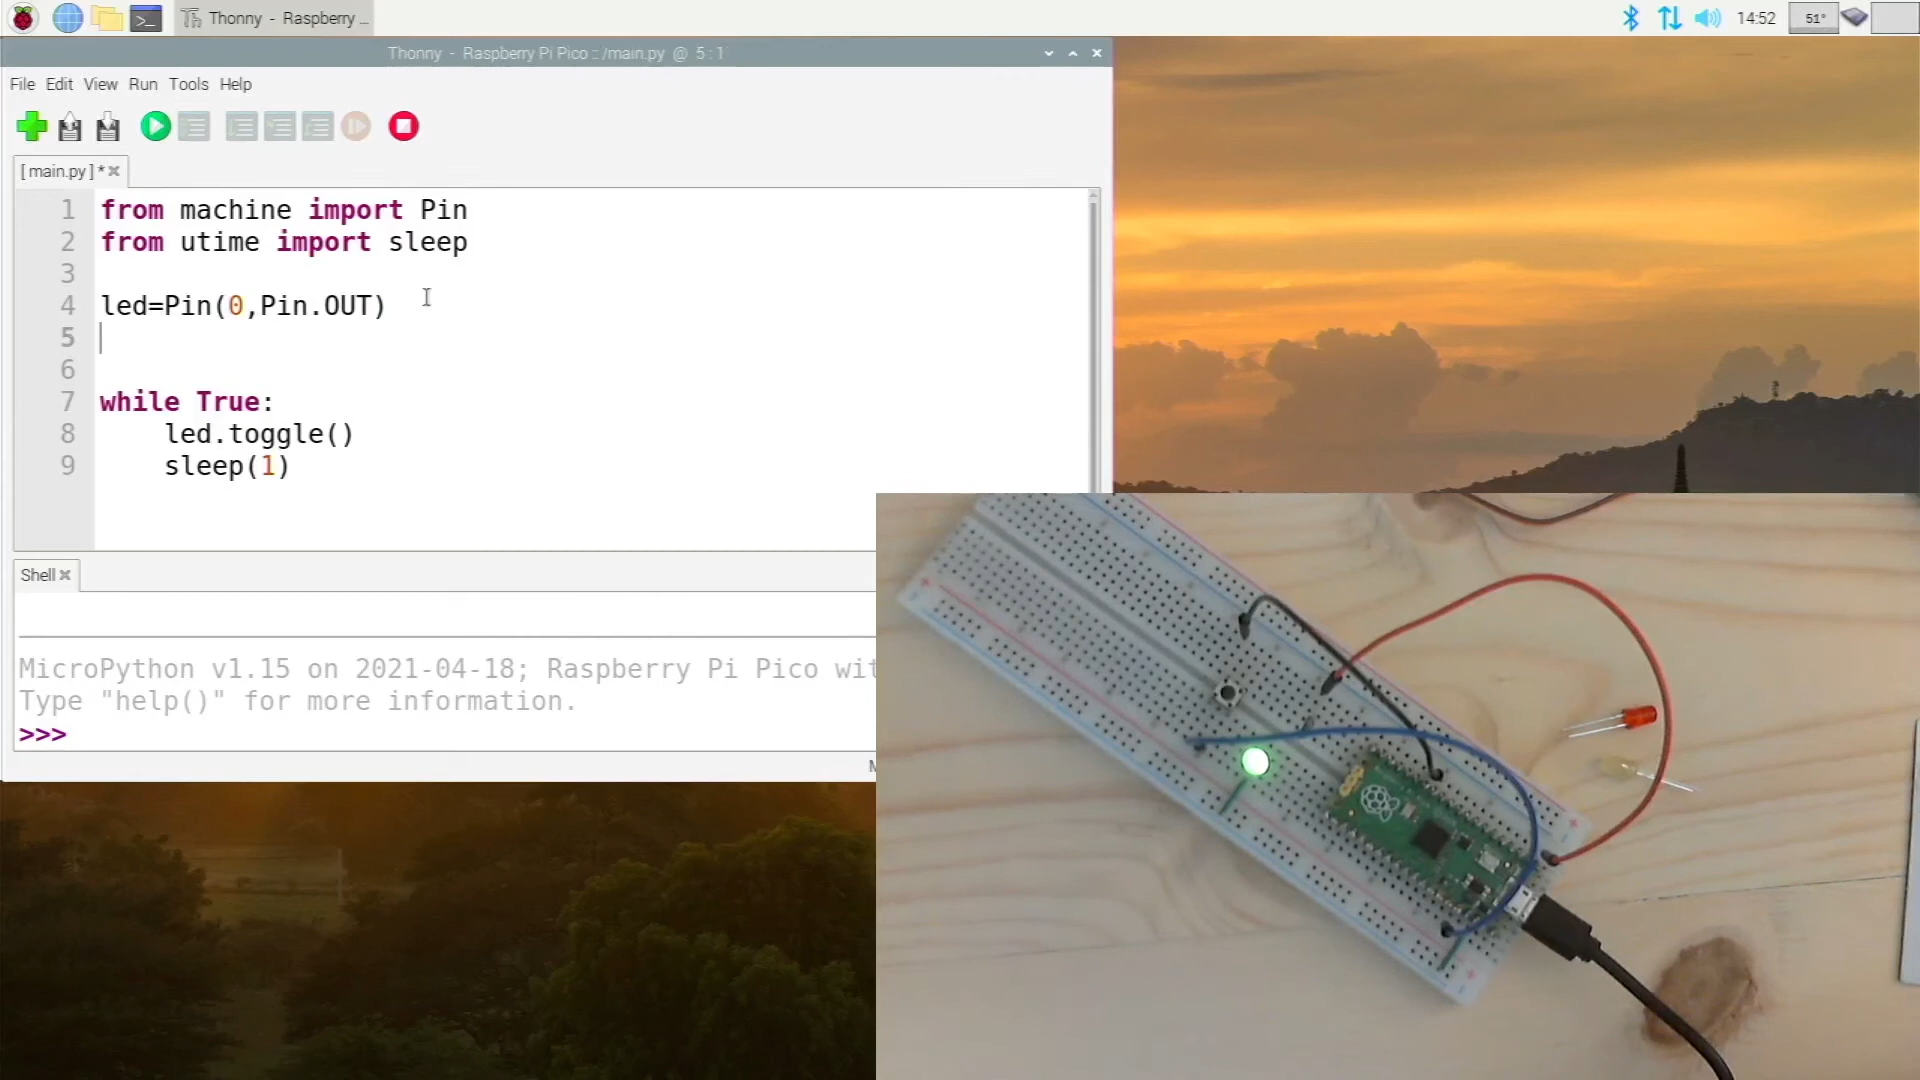 Thonny - Raspberry ...
14:52
51°
Thonny - Raspberry Pi Pico :: /main.py @ 5 : 1
File Edit View Run Tools Help
[ main.py ] *
1 from machine import Pin
2 from utime import sleep
3
4 led=Pin(0,Pin.OUT)
5
6
7 while True:
8 led.toggle()
9 sleep(1)
Shell
MicroPython v1.15 on 2021-04-18; Raspberry Pi Pico wit
Type "help()" for more information.
>>>